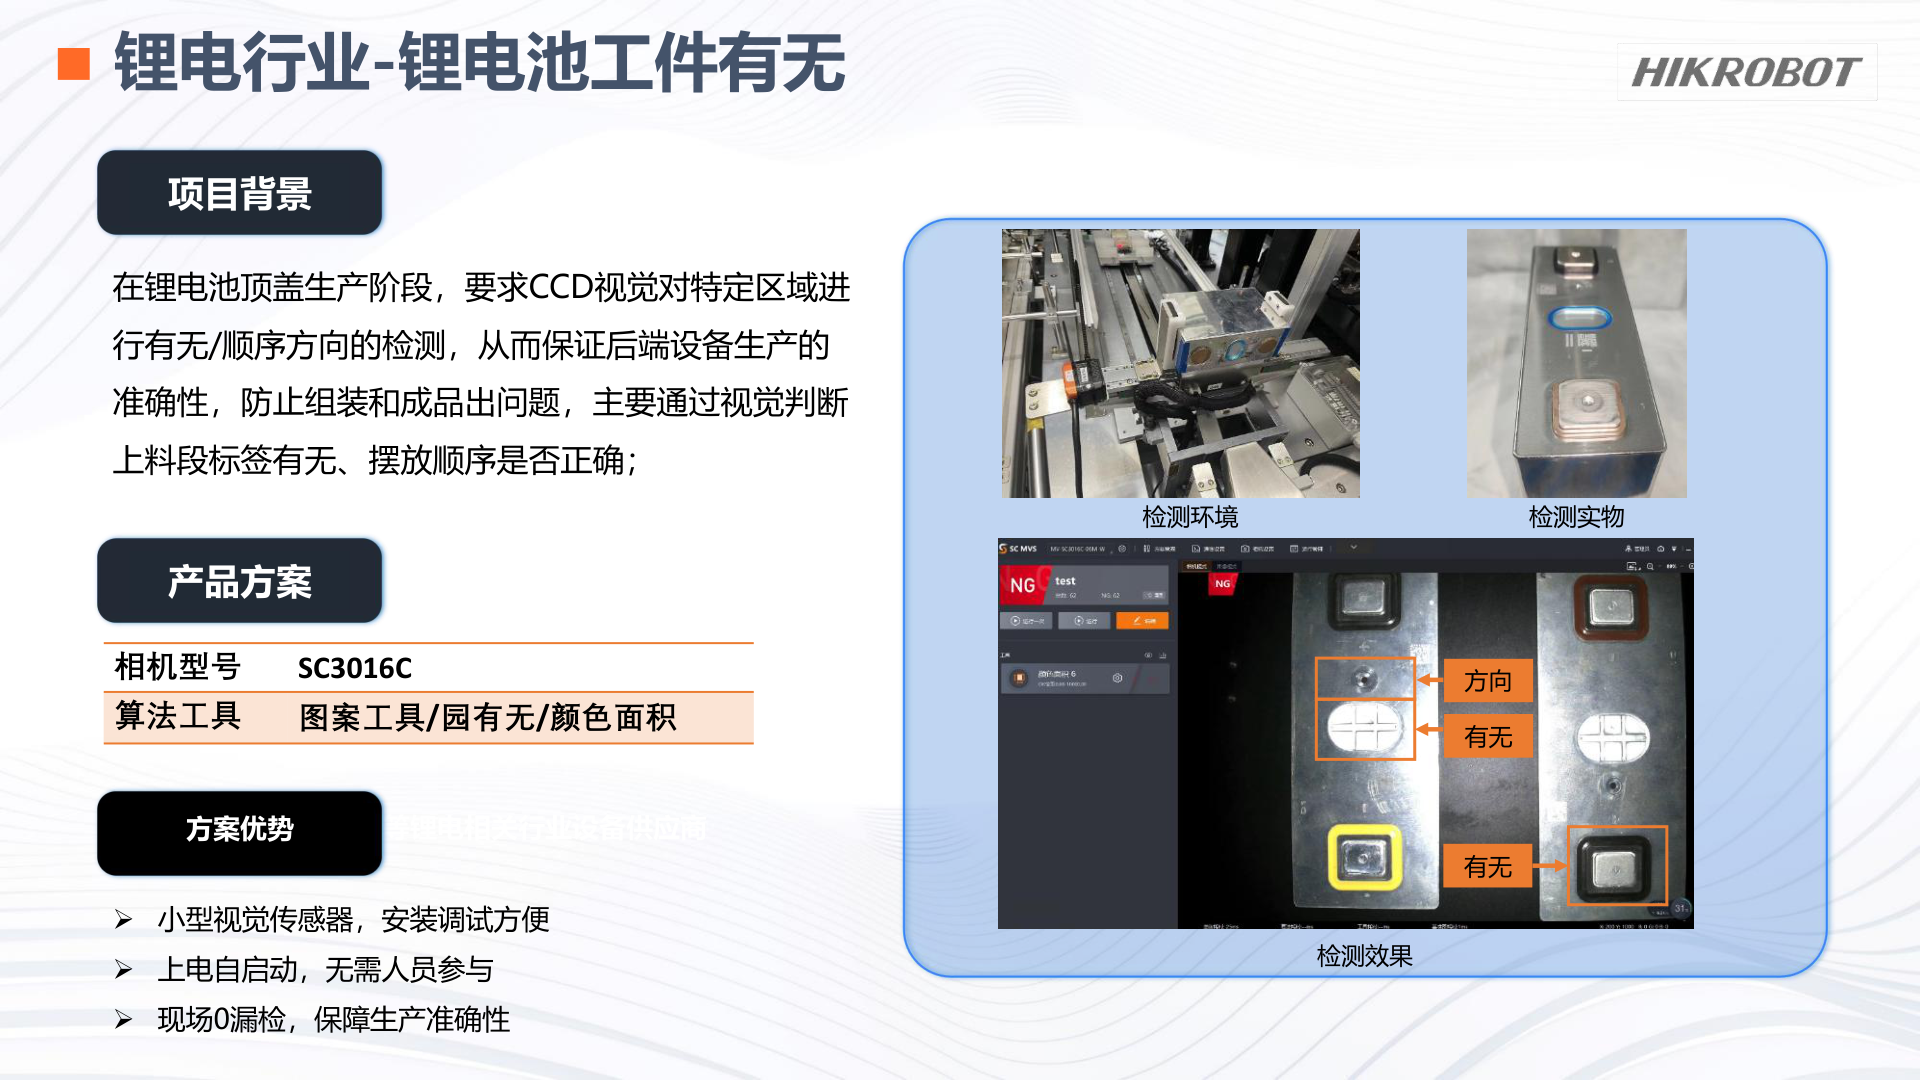 锂电行业-锂电池工件有无
HIKROBOT
项目背景
在锂电池顶盖生产阶段，要求CCD视觉对特定区域进
行有无/顺序方向的检测，从而保证后端设备生产的
准确性，防止组装和成品出问题，主要通过视觉判断
上料段标签有无、摆放顺序是否正确；
产品方案
相机型号 SC3016C
算法工具 图案工具/园有无/颜色面积
方案优势
小型视觉传感器，安装调试方便
上电自启动，无需人员参与
现场0漏检，保障生产准确性
检测环境
检测实物
SC MVS
NG test
NG
颜色面积 6
方向
有无
有无
检测效果